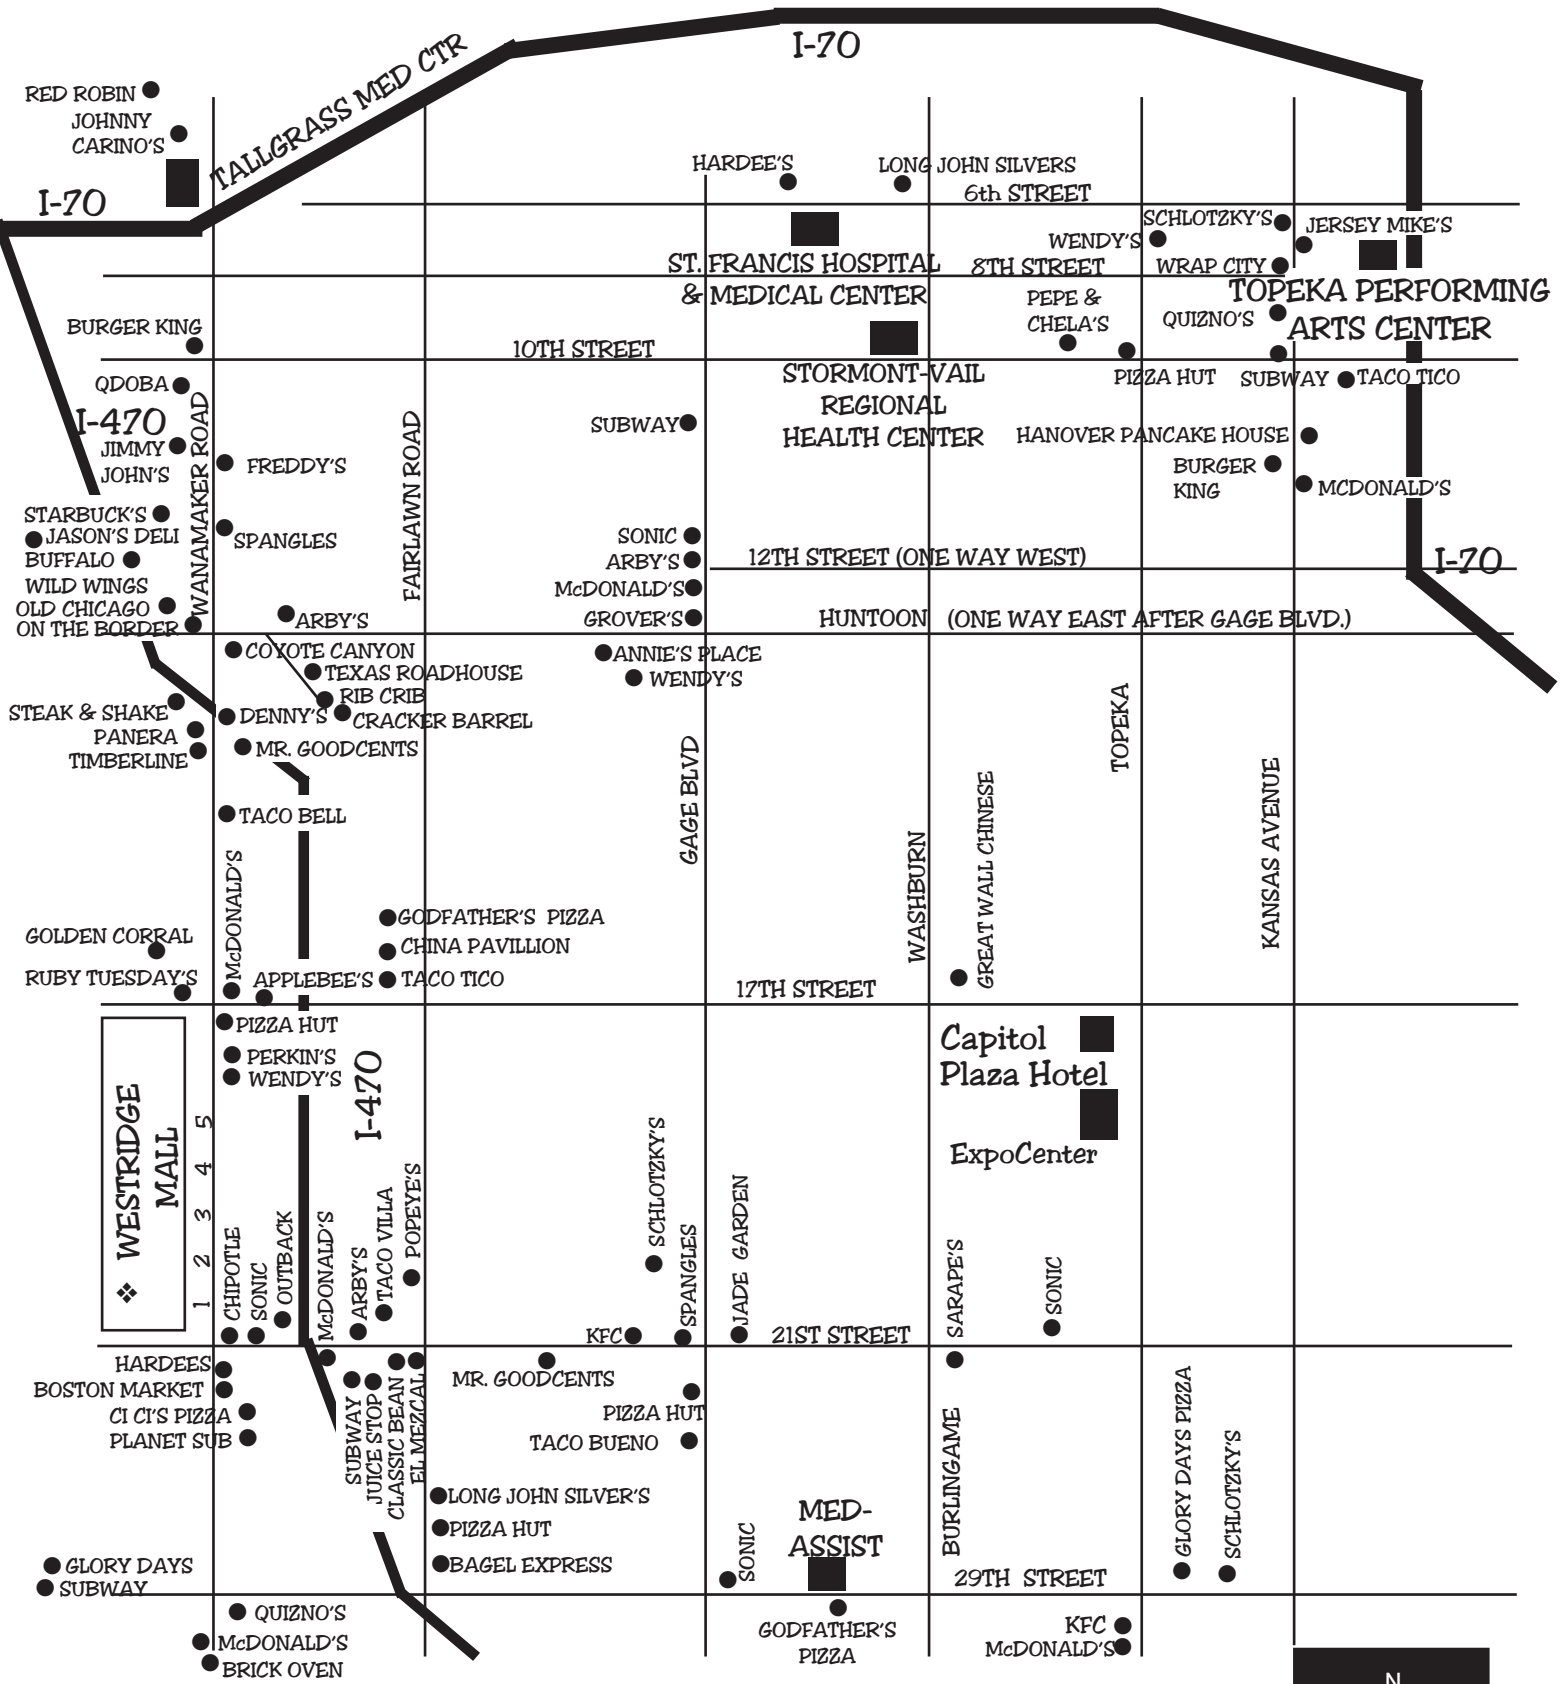 I-70
TALLGRASS MED CTR
RED ROBIN
JOHNNY
CARINO'S
I-70
HARDEE'S
LONG JOHN SILVERS
6th STREET
SCHLOTZKY'S
JERSEY MIKE'S
WENDY'S
ST. FRANCIS HOSPITAL
& MEDICAL CENTER
8TH STREET
WRAP CITY
TOPEKA PERFORMING
ARTS CENTER
PEPE &
CHELA'S
QUIZNO'S
BURGER KING
10TH STREET
STORMONT-VAIL
REGIONAL
HEALTH CENTER
PIZZA HUT
SUBWAY
TACO TICO
QDOBA
I-470
JIMMY
JOHN'S
WANAMAKER ROAD
FREDDY'S
FAIRLAWN ROAD
SUBWAY
HANOVER PANCAKE HOUSE
BURGER
KING
MCDONALD'S
STARBUCK'S
JASON'S DELI
BUFFALO
WILD WINGS
OLD CHICAGO
ON THE BORDER
SPANGLES
SONIC
ARBY'S
McDONALD'S
GROVER'S
12TH STREET (ONE WAY WEST)
I-70
ARBY'S
HUNTOON (ONE WAY EAST AFTER GAGE BLVD.)
COYOTE CANYON
TEXAS ROADHOUSE
RIB CRIB
CRACKER BARREL
ANNIE'S PLACE
WENDY'S
STEAK & SHAKE
PANERA
TIMBERLINE
DENNY'S
MR. GOODCENTS
TOPEKA
GAGE BLVD
TACO BELL
WASHBURN
GREAT WALL CHINESE
KANSAS AVENUE
McDONALD'S
GODFATHER'S PIZZA
CHINA PAVILLION
TACO TICO
GOLDEN CORRAL
RUBY TUESDAY'S
APPLEBEE'S
17TH STREET
PIZZA HUT
PERKIN'S
WENDY'S
I-470
Capitol
Plaza Hotel
ExpoCenter
❖ WESTRIDGE
MALL
1 2 3 4 5
CHIPOTLE
SONIC
OUTBACK
McDONALD'S
ARBY'S
TACO VILLA
POPEYE'S
SCHLOTZKY'S
SPANGLES
JADE GARDEN
SARAPE'S
SONIC
KFC
21ST STREET
HARDEES
BOSTON MARKET
CI CI'S PIZZA
PLANET SUB
SUBWAY
JUICE STOP
CLASSIC BEAN
EL MEZCAL
MR. GOODCENTS
PIZZA HUT
TACO BUENO
BURLINGAME
GLORY DAYS PIZZA
SCHLOTZKY'S
LONG JOHN SILVER'S
PIZZA HUT
BAGEL EXPRESS
SONIC
MED-
ASSIST
29TH STREET
GLORY DAYS
SUBWAY
QUIZNO'S
McDONALD'S
BRICK OVEN
GODFATHER'S
PIZZA
KFC
McDONALD'S
N